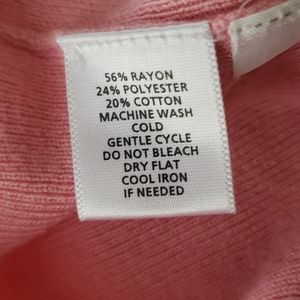 56% RAYON
24% POLYESTER
20% COTTON
MACHINE WASH
COLD
GENTLE CYCLE
DO NOT BLEACH
DRY FLAT
COOL IRON
IF NEEDED